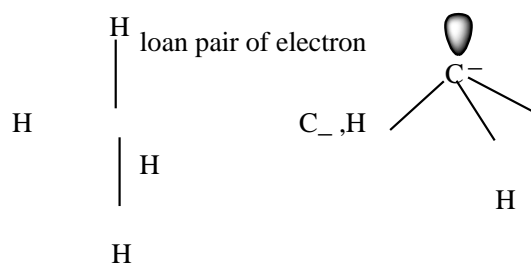 H loan pair of electron
C–
H C_ ,H
H
H
H